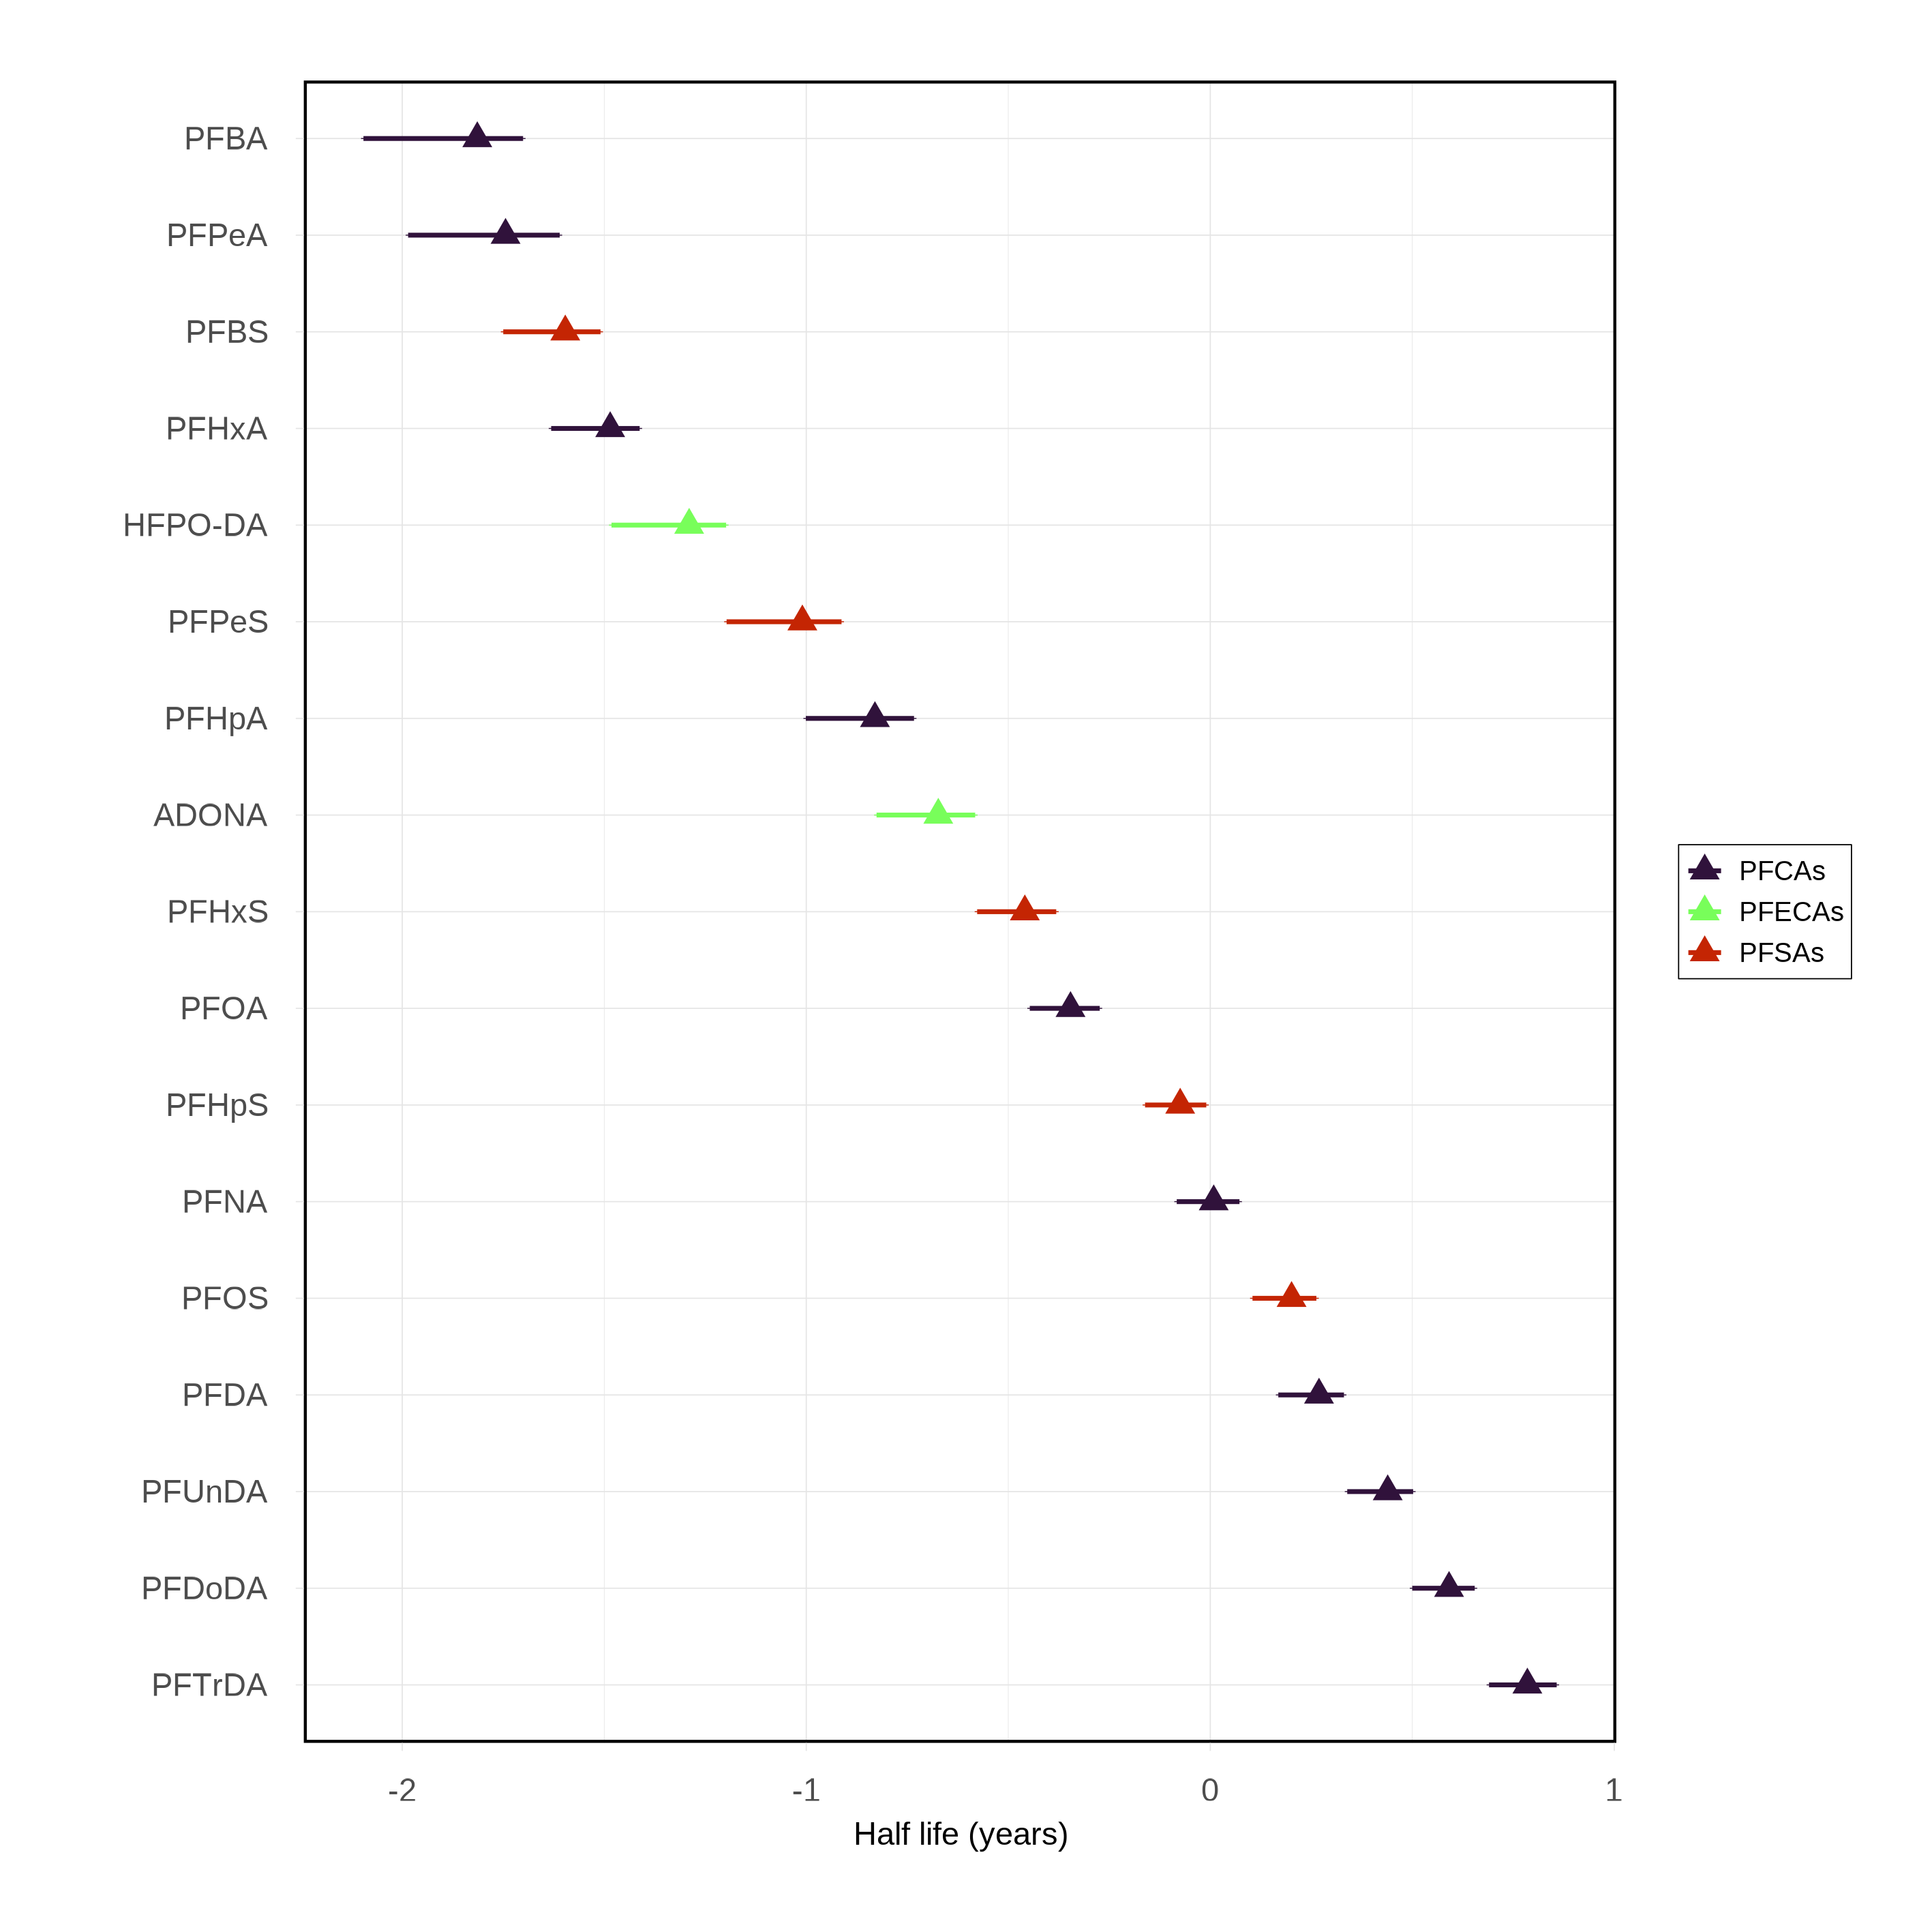 PFBA
PFPeA
PFBS
PFHxA
HFPO-DA
PFPeS
PFHpA
ADONA
PFHxS
PFOA
PFHpS
PFNA
PFOS
PFDA
PFUnDA
PFDoDA
PFTrDA
-2 -1 0 1
Half life (years)
PFCAs
PFECAs
PFSAs